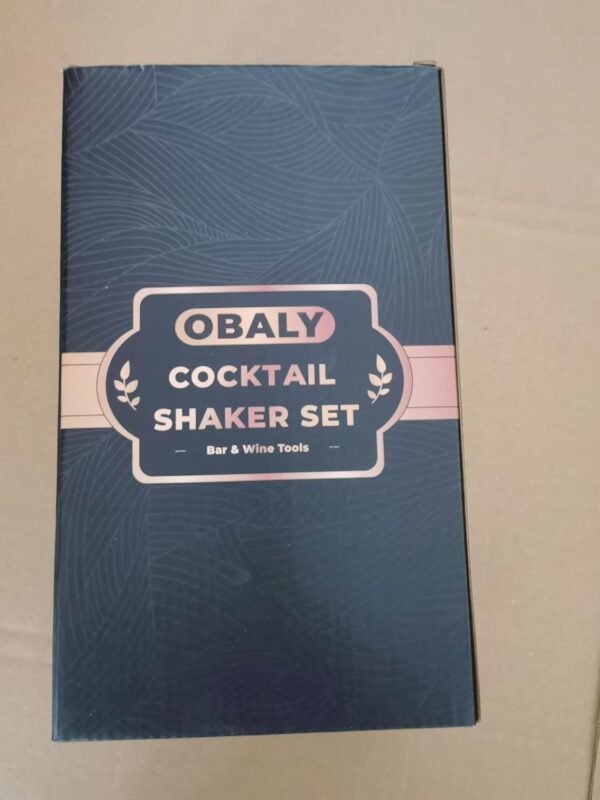 OBALY
COCKTAIL
SHAKER SET
Bar & Wine Tools